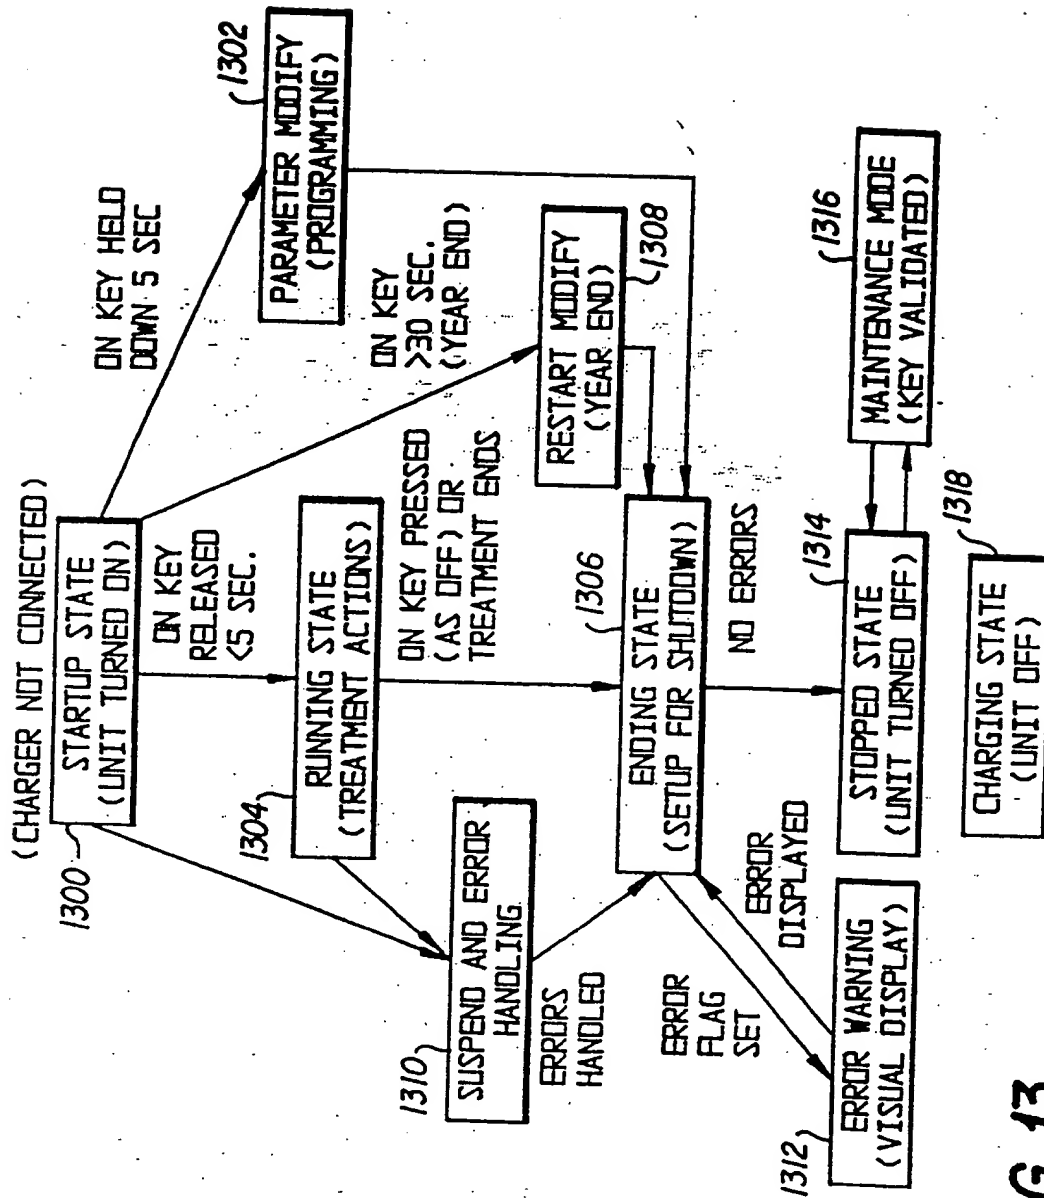 (CHARGER NOT CONNECTED)
1300
STARTUP STATE
(UNIT TURNED ON)
ON KEY HELD
DOWN 5 SEC
1302
PARAMETER MODIFY
(PROGRAMMING)
ON KEY
RELEASED
<5 SEC.
ON KEY
>30 SEC.
(YEAR END)
1304
RUNNING STATE
(TREATMENT ACTIONS)
1308
RESTART MODIFY
(YEAR END)
1310
SUSPEND AND ERROR
HANDLING
ON KEY PRESSED
(AS OFF) OR
TREATMENT ENDS
ERRORS
HANDLED
1306
ENDING STATE
(SETUP FOR SHUTDOWN)
ERROR
FLAG
SET
ERROR
DISPLAYED
NO ERRORS
1312
ERROR WARNING
(VISUAL DISPLAY)
1314
STOPPED STATE
(UNIT TURNED OFF)
1316
MAINTENANCE MODE
(KEY VALIDATED)
1318
CHARGING STATE
(UNIT OFF)
G 13